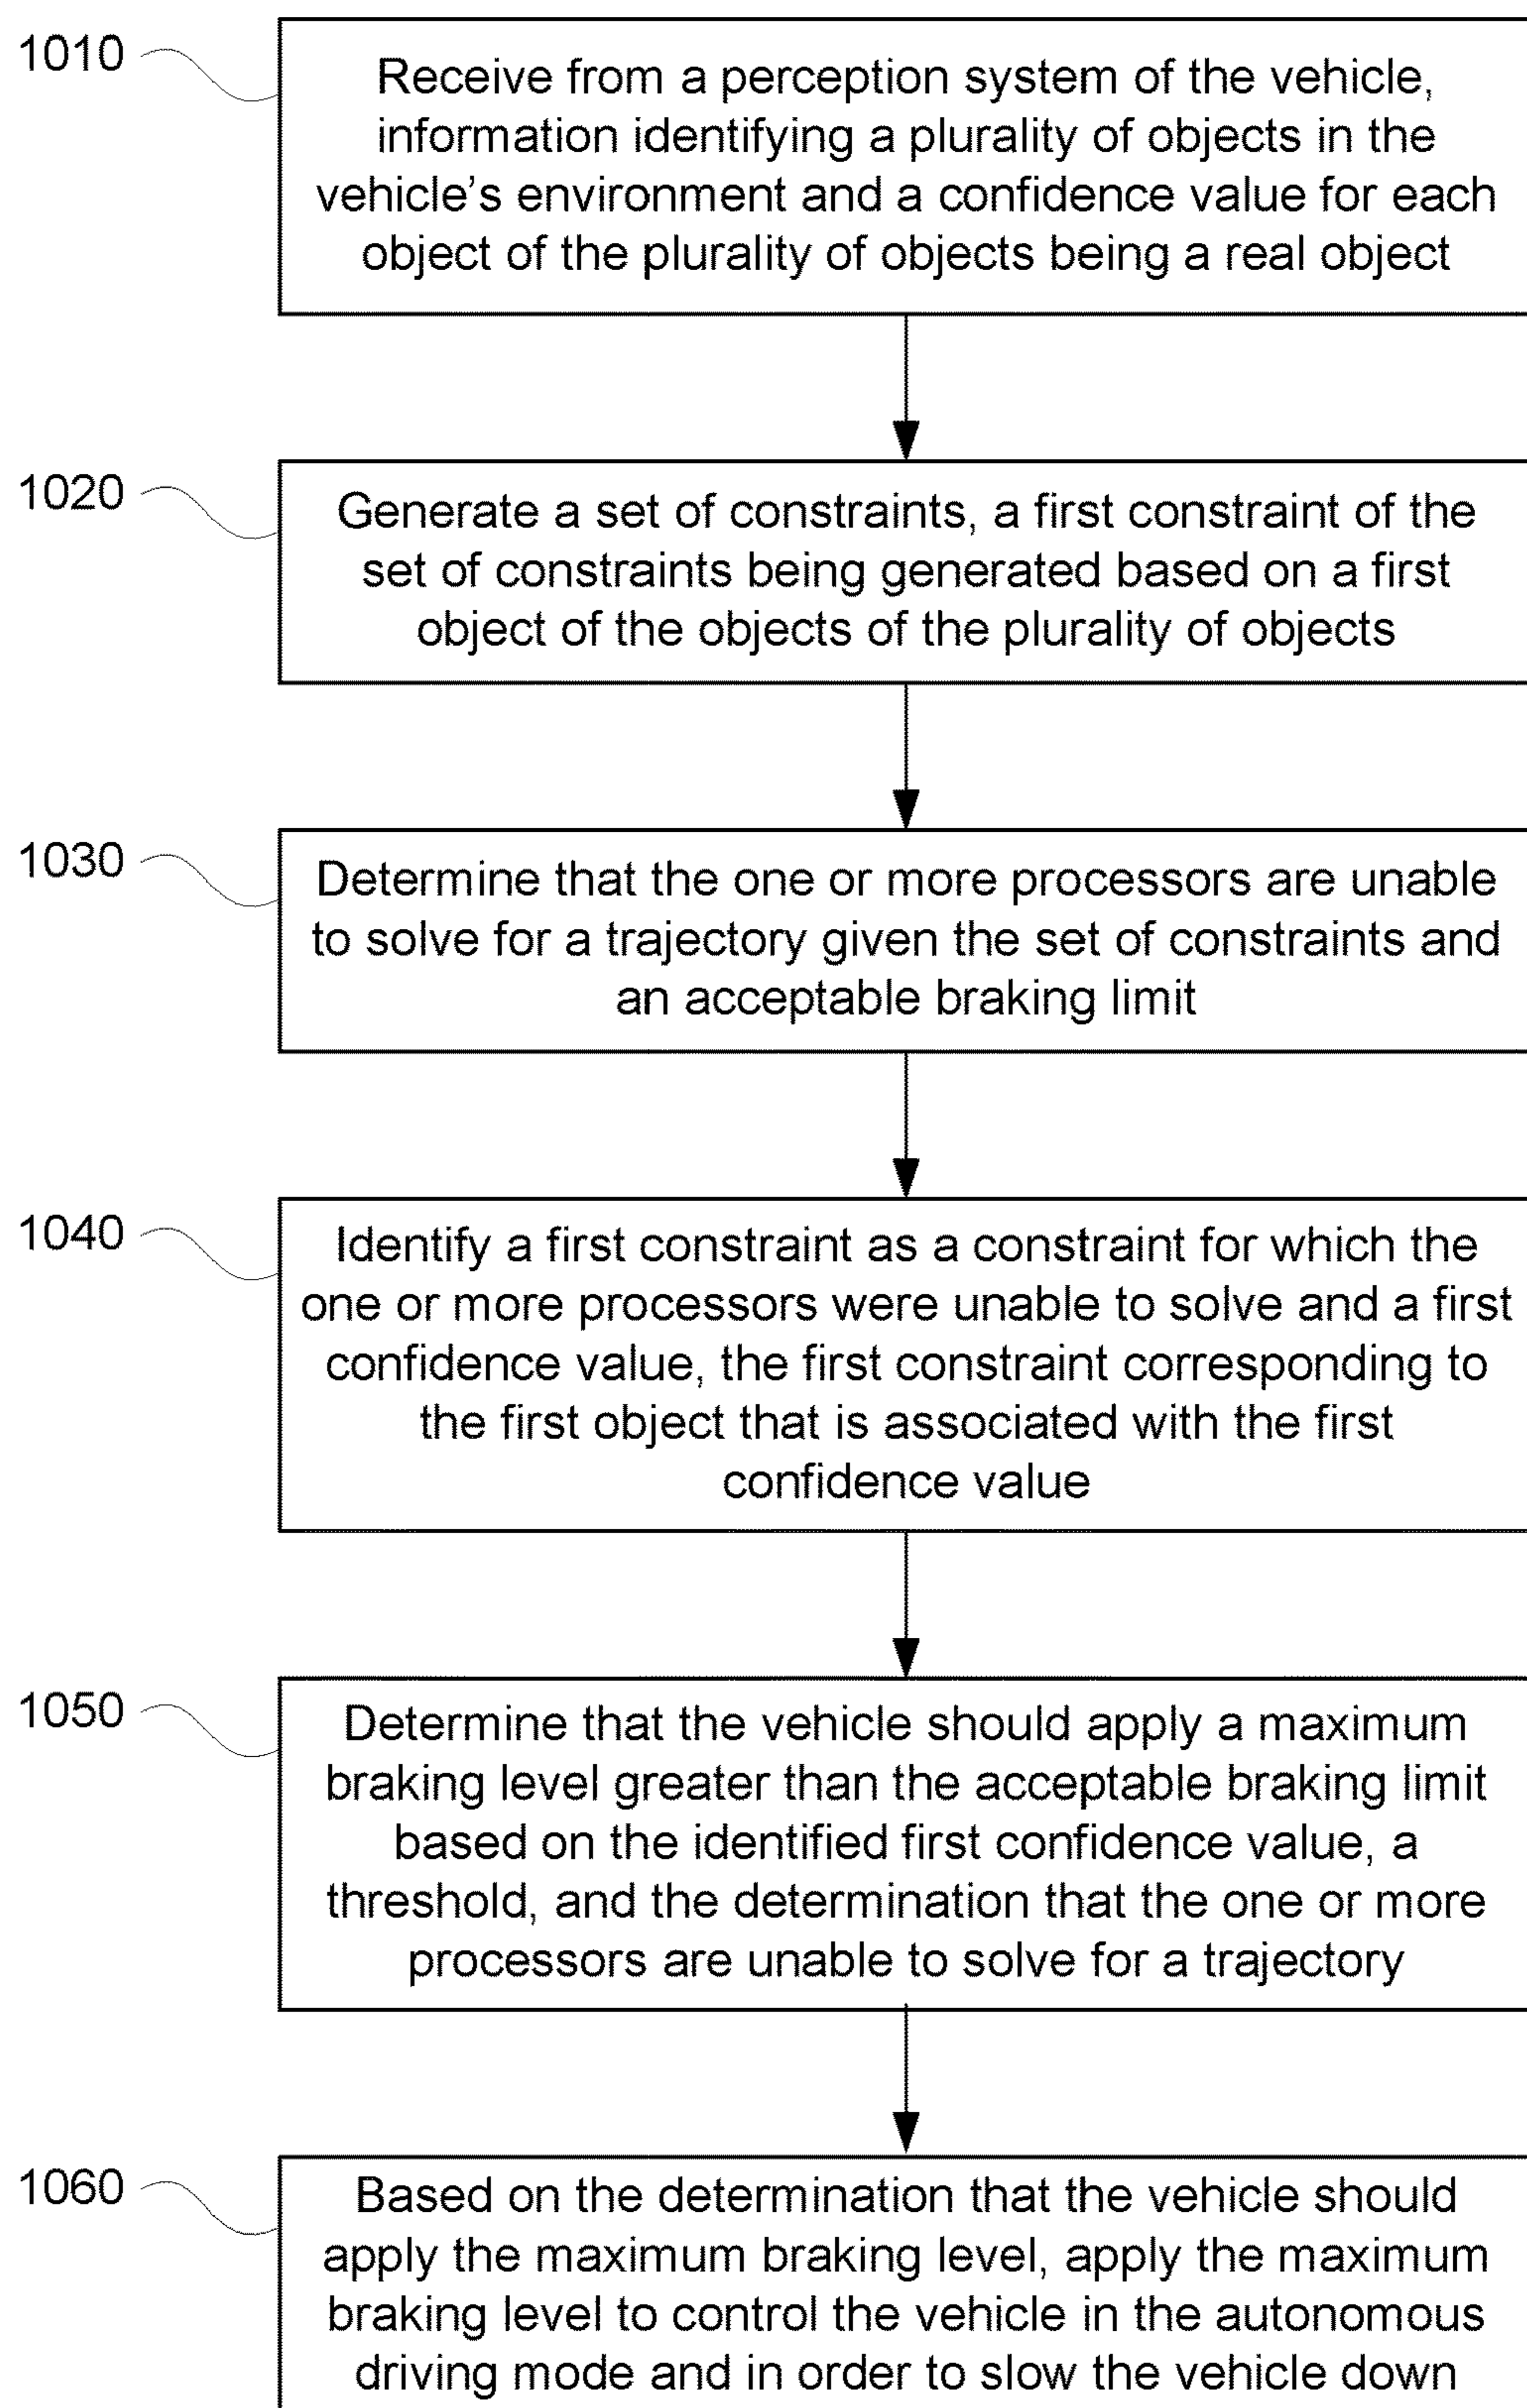 1010
Receive from a perception system of the vehicle,
information identifying a plurality of objects in the
vehicle's environment and a confidence value for each
object of the plurality of objects being a real object
1020
Generate a set of constraints, a first constraint of the
set of constraints being generated based on a first
object of the objects of the plurality of objects
1030
Determine that the one or more processors are unable
to solve for a trajectory given the set of constraints and
an acceptable braking limit
1040
Identify a first constraint as a constraint for which the
one or more processors were unable to solve and a first
confidence value, the first constraint corresponding to
the first object that is associated with the first
confidence value
1050
Determine that the vehicle should apply a maximum
braking level greater than the acceptable braking limit
based on the identified first confidence value, a
threshold, and the determination that the one or more
processors are unable to solve for a trajectory
1060
Based on the determination that the vehicle should
apply the maximum braking level, apply the maximum
braking level to control the vehicle in the autonomous
driving mode and in order to slow the vehicle down